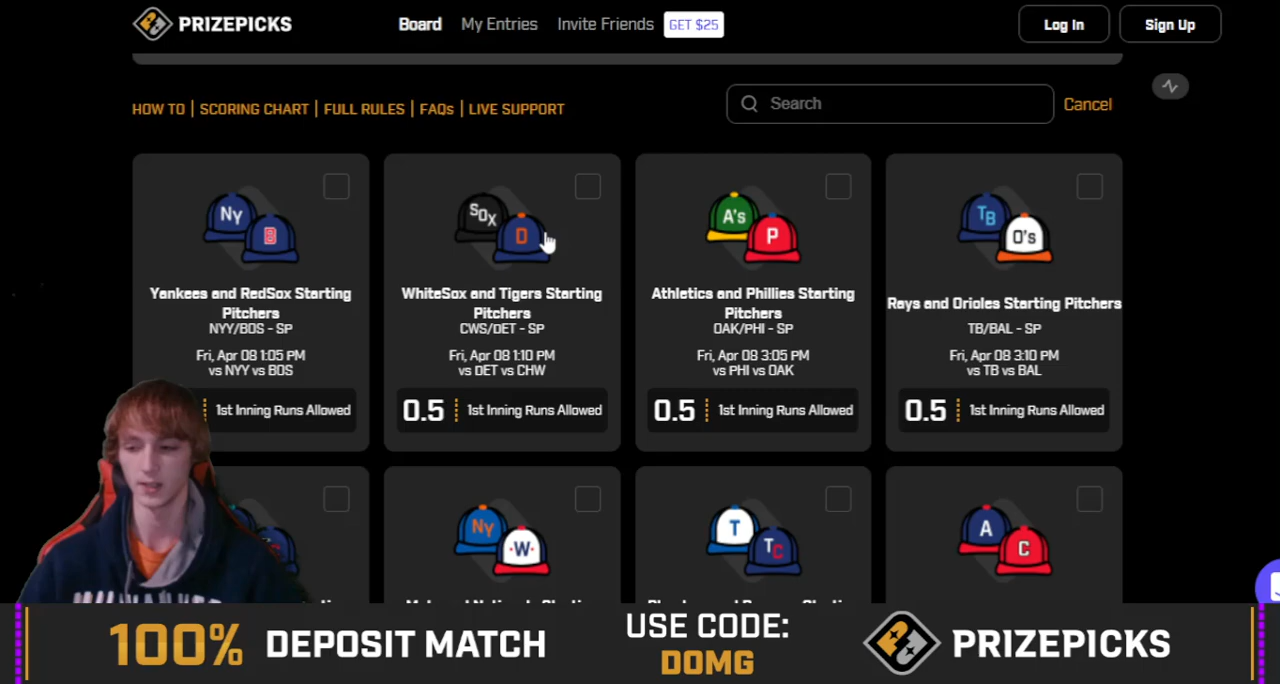 PRIZEPICKS
Board
My Entries
Invite Friends
GET $25
Log In
Sign Up
HOW TO | SCORING CHART | FULL RULES | FAQs | LIVE SUPPORT
Search
Cancel
NY
B
Yankees and RedSox Starting
Pitchers
NYY/BOS - SP
Fri, Apr 08 1:05 PM
vs NYY vs BOS
1st Inning Runs Allowed
SOX
D
WhiteSox and Tigers Starting
Pitchers
CWS/DET - SP
Fri, Apr 08 1:10 PM
vs DET vs CHW
0.5 1st Inning Runs Allowed
A's
P
Athletics and Phillies Starting
Pitchers
OAK/PHI - SP
Fri, Apr 08 3:05 PM
vs PHI vs OAK
0.5 1st Inning Runs Allowed
TB
O's
Rays and Orioles Starting Pitchers
TB/BAL - SP
Fri, Apr 08 3:10 PM
vs TB vs BAL
0.5 1st Inning Runs Allowed
NY
W
T
TC
A
C
100% DEPOSIT MATCH
USE CODE:
DOMG
PRIZEPICKS